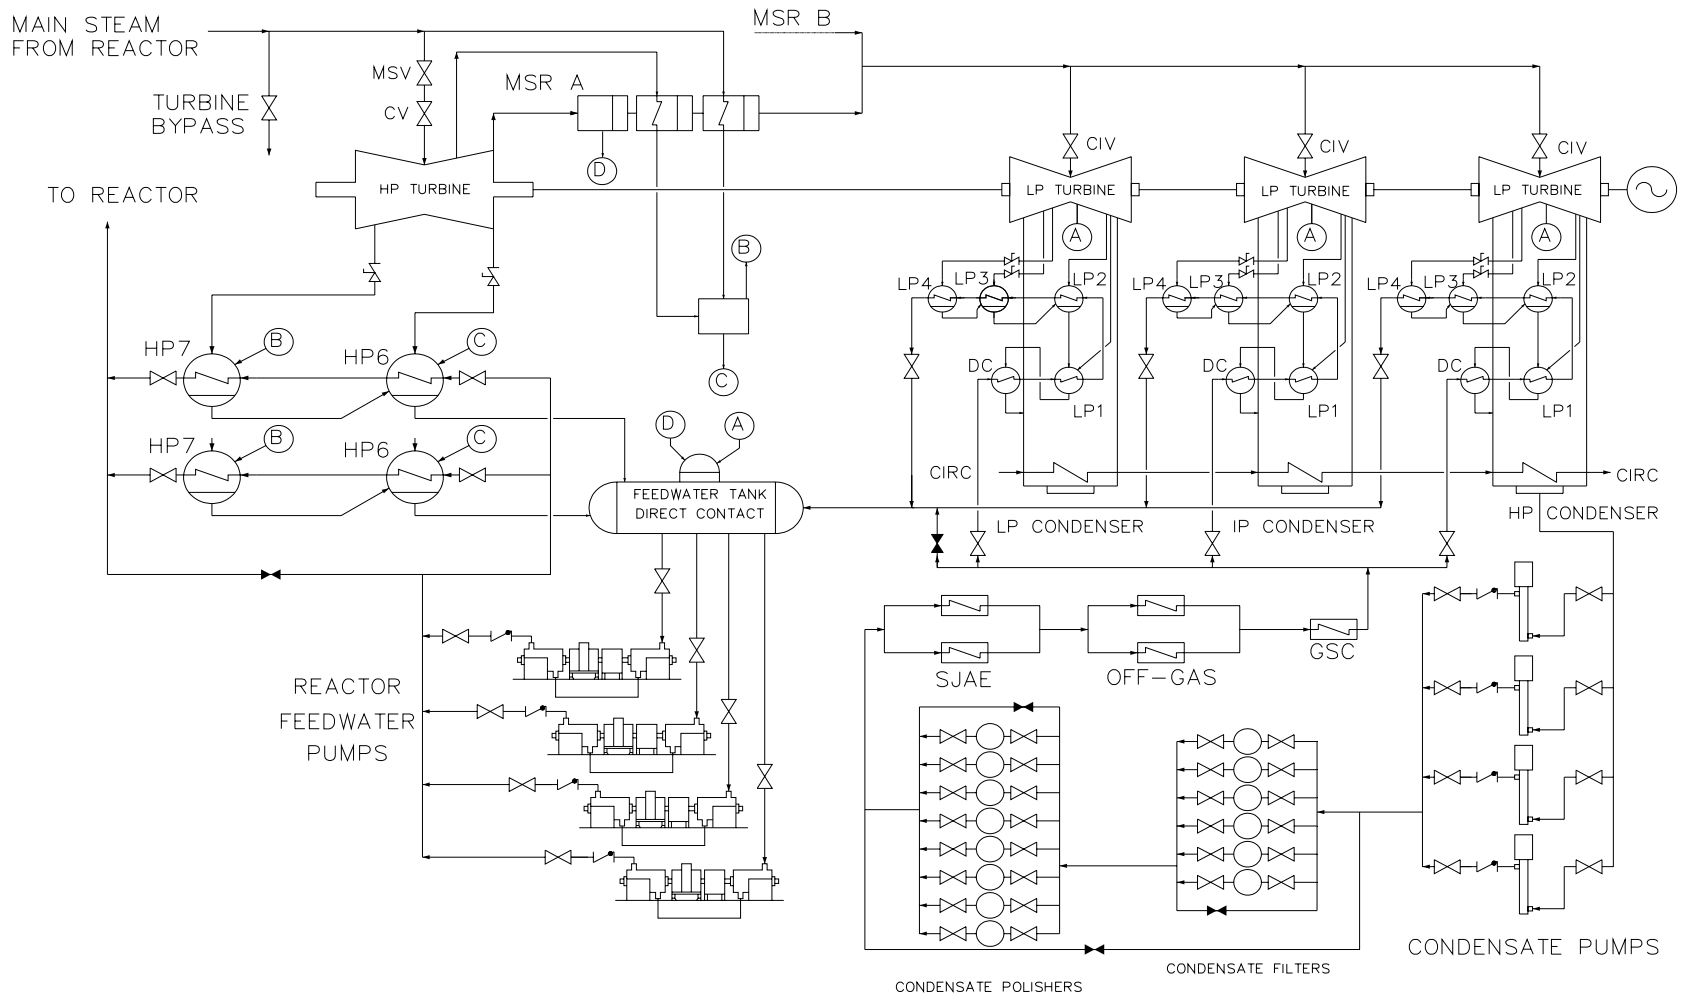 MAIN STEAM
FROM REACTOR
MSR B
MSV
MSR A
TURBINE
BYPASS
CV
CIV
CIV
CIV
D
TO REACTOR
HP TURBINE
LP TURBINE
LP TURBINE
LP TURBINE
A
A
A
B
LP4
LP3
LP2
LP4
LP3
LP2
LP4
LP3
LP2
HP7
B
HP6
C
C
DC
LP1
DC
LP1
DC
LP1
HP7
B
HP6
C
D
A
CIRC
CIRC
FEEDWATER TANK
DIRECT CONTACT
LP CONDENSER
IP CONDENSER
HP CONDENSER
REACTOR
FEEDWATER
PUMPS
SJAE
OFF-GAS
GSC
CONDENSATE PUMPS
CONDENSATE FILTERS
CONDENSATE POLISHERS